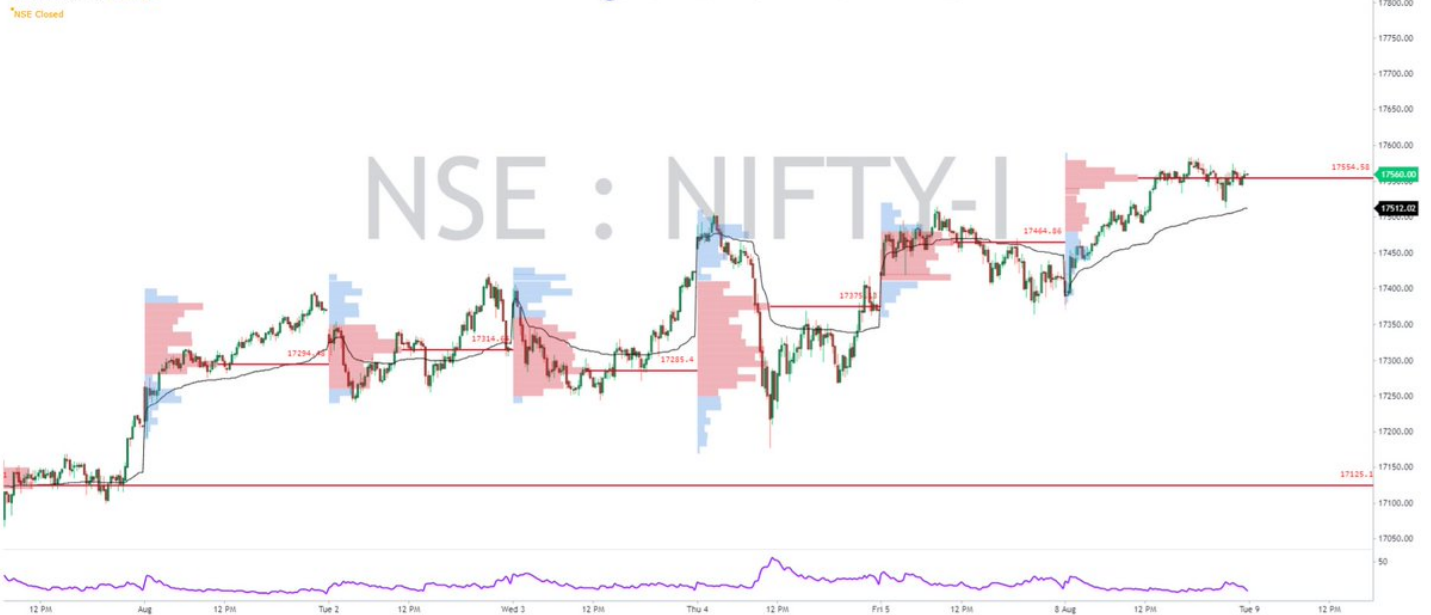 NSE Closed
NSE : NIFTY-I
17800.00
17750.00
17700.00
17650.00
17600.00
17554.58
17560.00
17512.02
17500.00
17464.86
17450.00
17400.00
17375.13
17350.00
17314.
17294.48
17300.00
17285.4
17250.00
17200.00
17150.00
17125.1
17100.00
17050.00
50
12 PM
Aug
12 PM
Tue 2
12 PM
Wed 3
12 PM
Thu 4
12 PM
Fri 5
12 PM
8 Aug
12 PM
Tue 9
12 PM